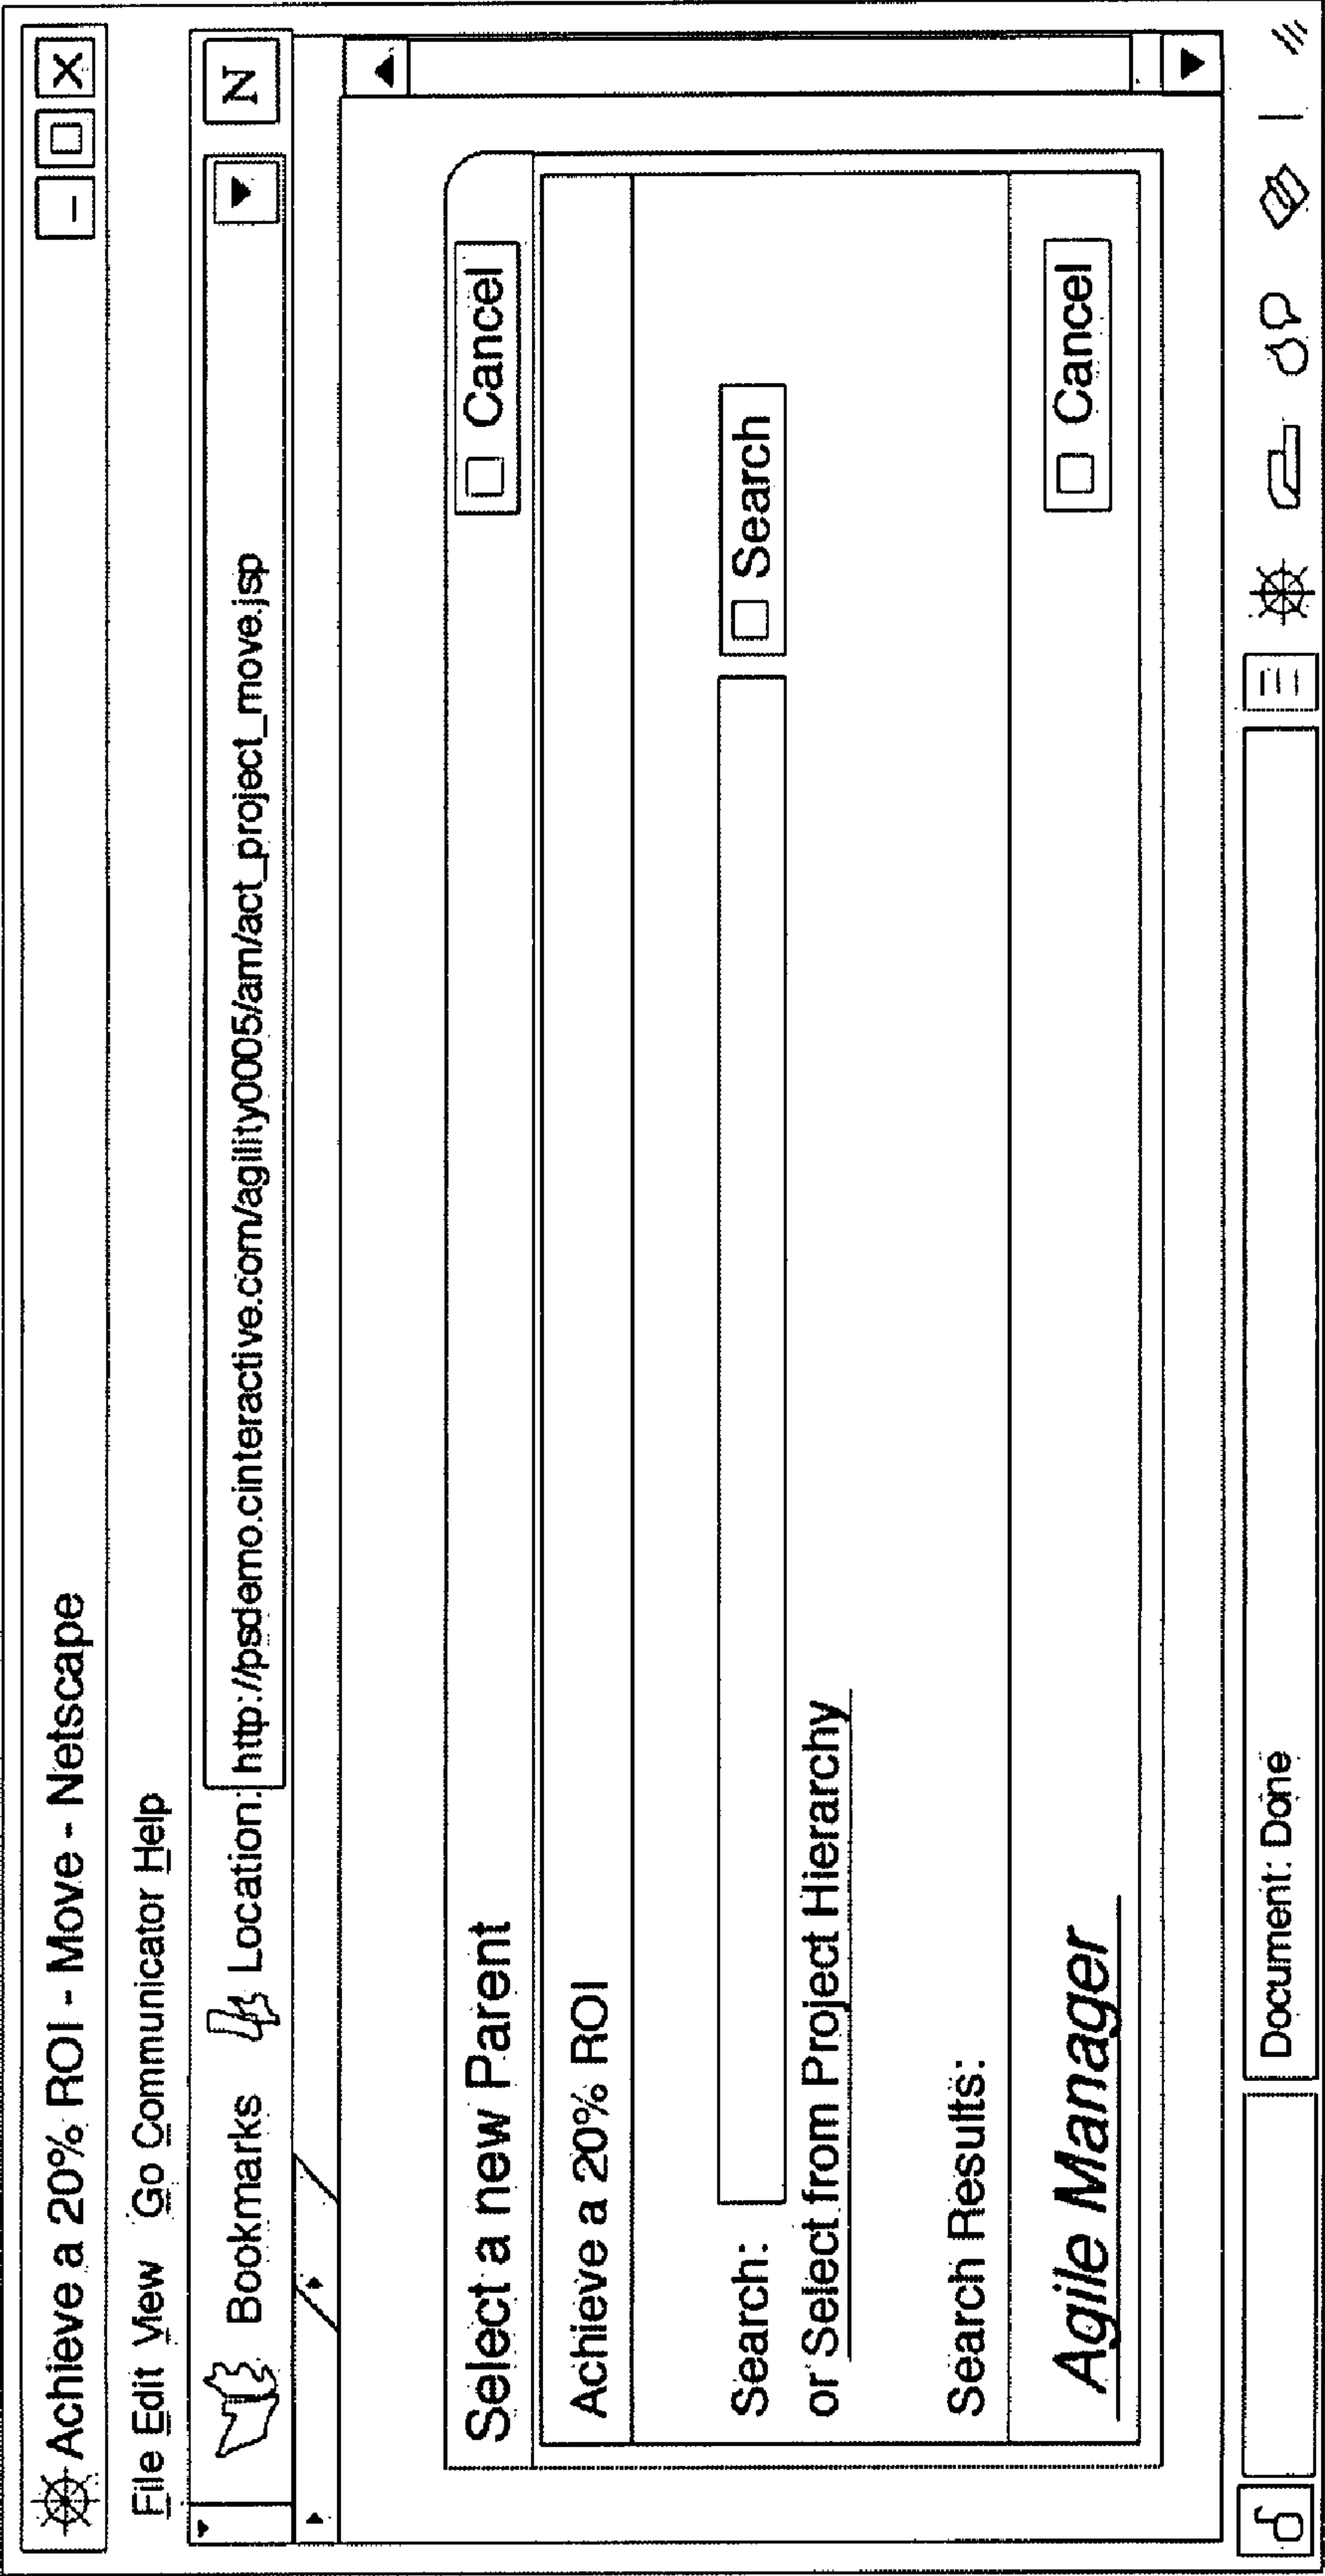 Achieve a 20% ROI - Move - Netscape
File Edit View Go Communicator Help
Bookmarks Location: http://psdemo.cinteractive.com/agility0005/am/act_project_move.jsp N
Select a new Parent Cancel
Achieve a 20% ROI
Search: Search
or Select from Project Hierarchy
Search Results:
Agile Manager Cancel
Document: Done